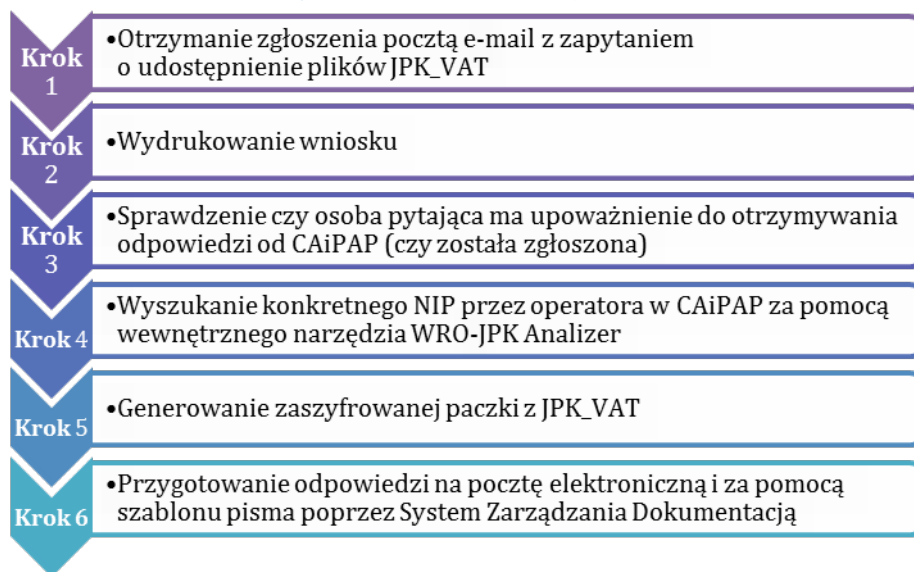 Krok 1
•Otrzymanie zgłoszenia pocztą e-mail z zapytaniem
o udostępnienie plików JPK_VAT
Krok 2
•Wydrukowanie wniosku
Krok 3
•Sprawdzenie czy osoba pytająca ma upoważnienie do otrzymywania
odpowiedzi od CAiPAP (czy została zgłoszona)
Krok 4
•Wyszukanie konkretnego NIP przez operatora w CAiPAP za pomocą
wewnętrznego narzędzia WRO-JPK Analizer
Krok 5
•Generowanie zaszyfrowanej paczki z JPK_VAT
Krok 6
•Przygotowanie odpowiedzi na pocztę elektroniczną i za pomocą
szablonu pisma poprzez System Zarządzania Dokumentacją